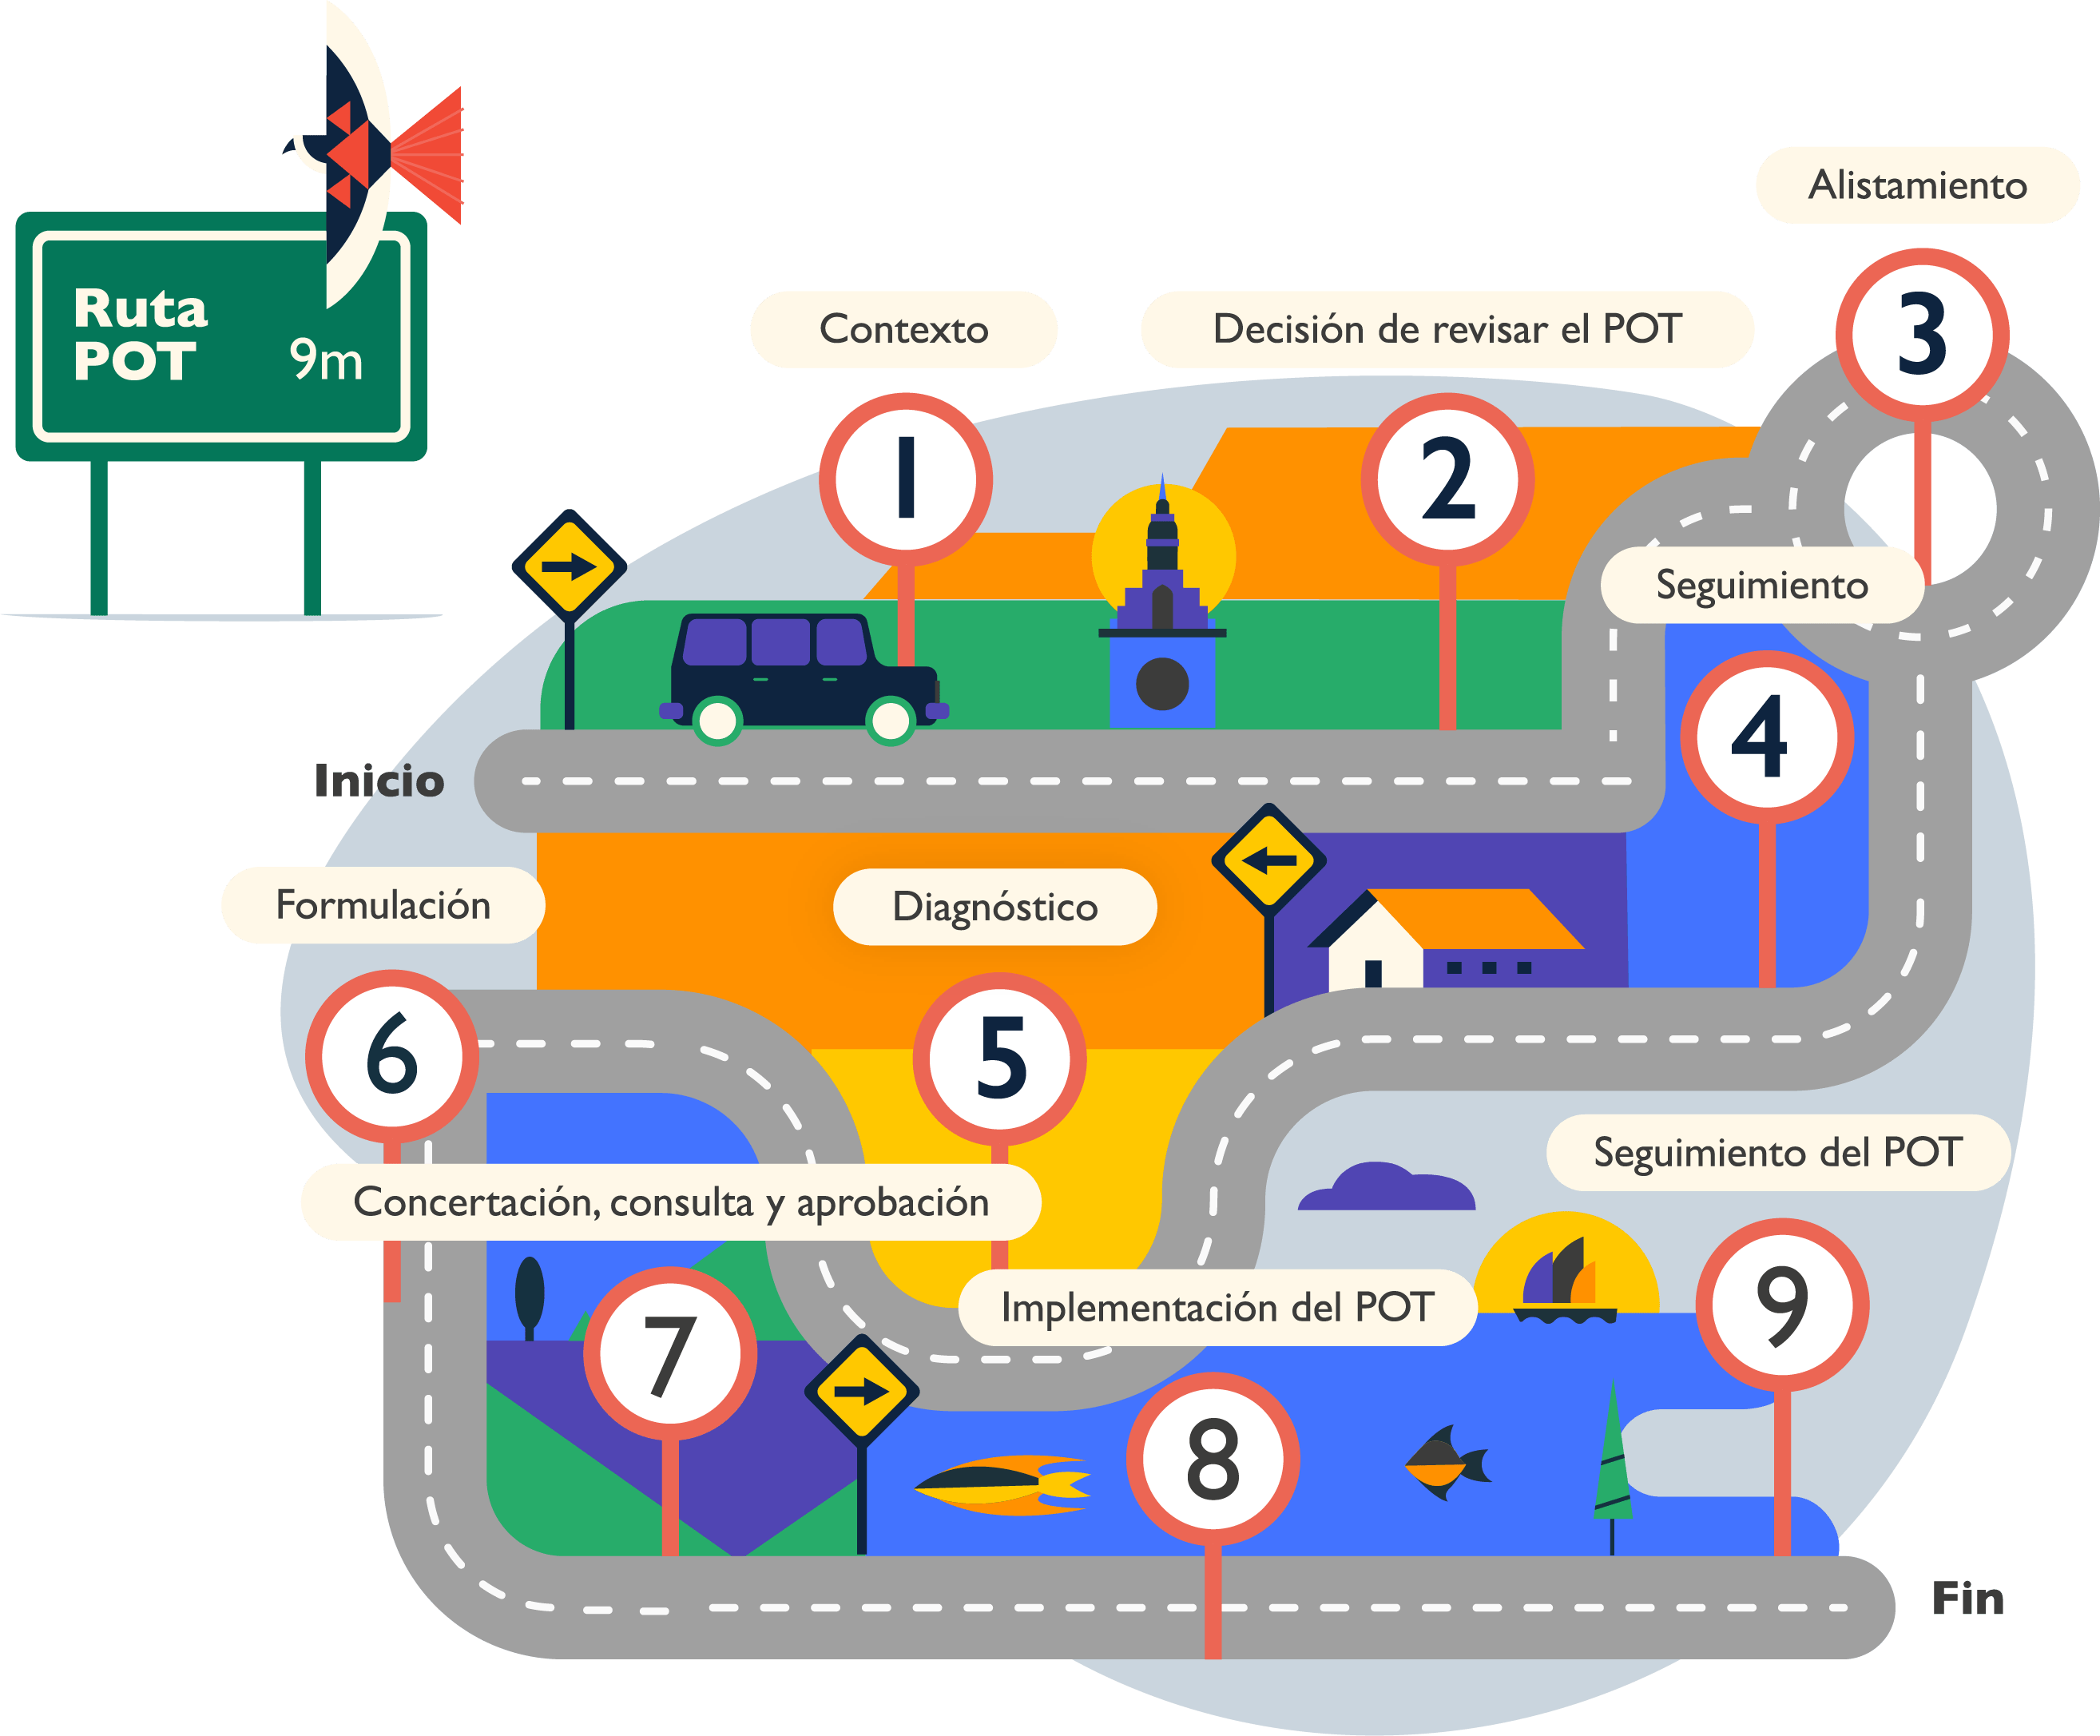 Ruta
POT 9m
Inicio
Contexto
1
Decisión de revisar el POT
2
Alistamiento
3
Seguimiento
4
Diagnóstico
5
Formulación
6
Concertación, consulta y aprobación
7
Implementación del POT
8
Seguimiento del POT
9
Fin